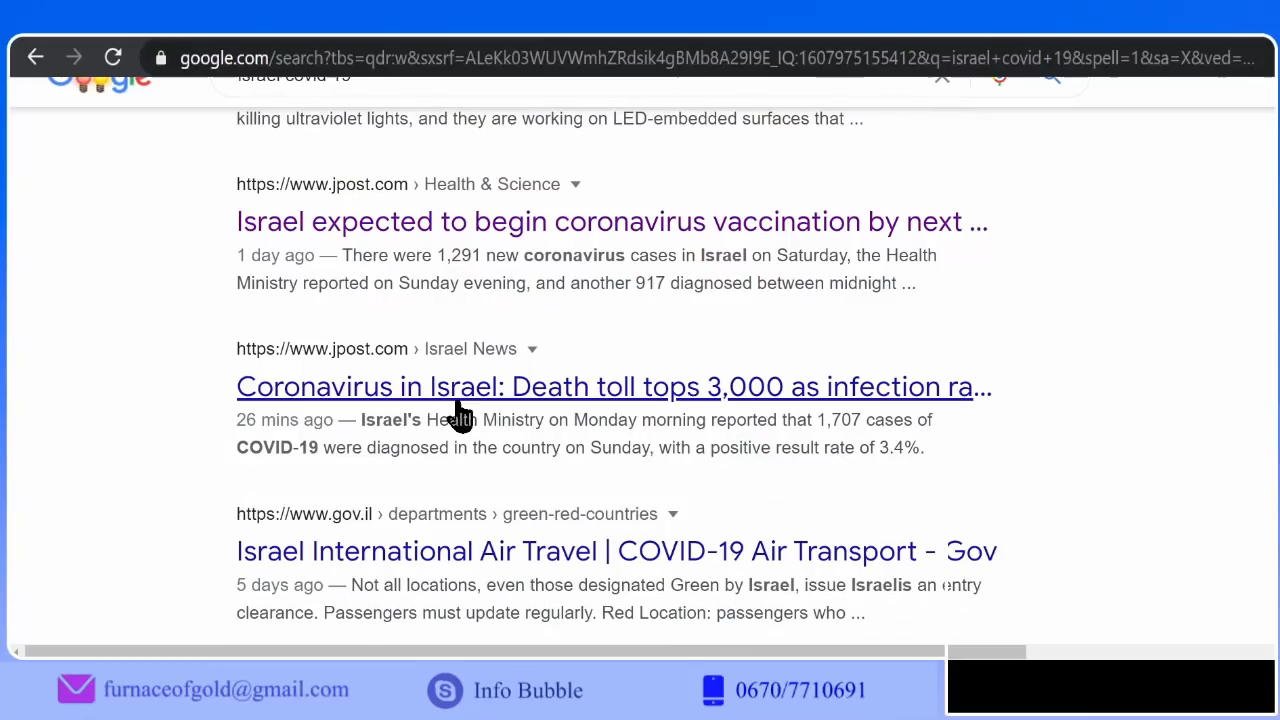 google.com/search?tbs=qdr:w&sxsrf=ALeKk03WUVWmhZRdsik4gBMb8A29I9E_IQ:1607975155412&q=israel+covid+19&spell=1&sa=X&ved=...
israel covid 19
killing ultraviolet lights, and they are working on LED-embedded surfaces that ...
https://www.jpost.com › Health & Science
Israel expected to begin coronavirus vaccination by next ...
1 day ago — There were 1,291 new coronavirus cases in Israel on Saturday, the Health
Ministry reported on Sunday evening, and another 917 diagnosed between midnight ...
https://www.jpost.com › Israel News
Coronavirus in Israel: Death toll tops 3,000 as infection ra...
26 mins ago — Israel's Health Ministry on Monday morning reported that 1,707 cases of
COVID-19 were diagnosed in the country on Sunday, with a positive result rate of 3.4%.
https://www.gov.il › departments › green-red-countries
Israel International Air Travel | COVID-19 Air Transport - Gov
5 days ago — Not all locations, even those designated Green by Israel, issue Israelis an entry
clearance. Passengers must update regularly. Red Location: passengers who ...
furnaceofgold@gmail.com
Info Bubble
0670/7710691